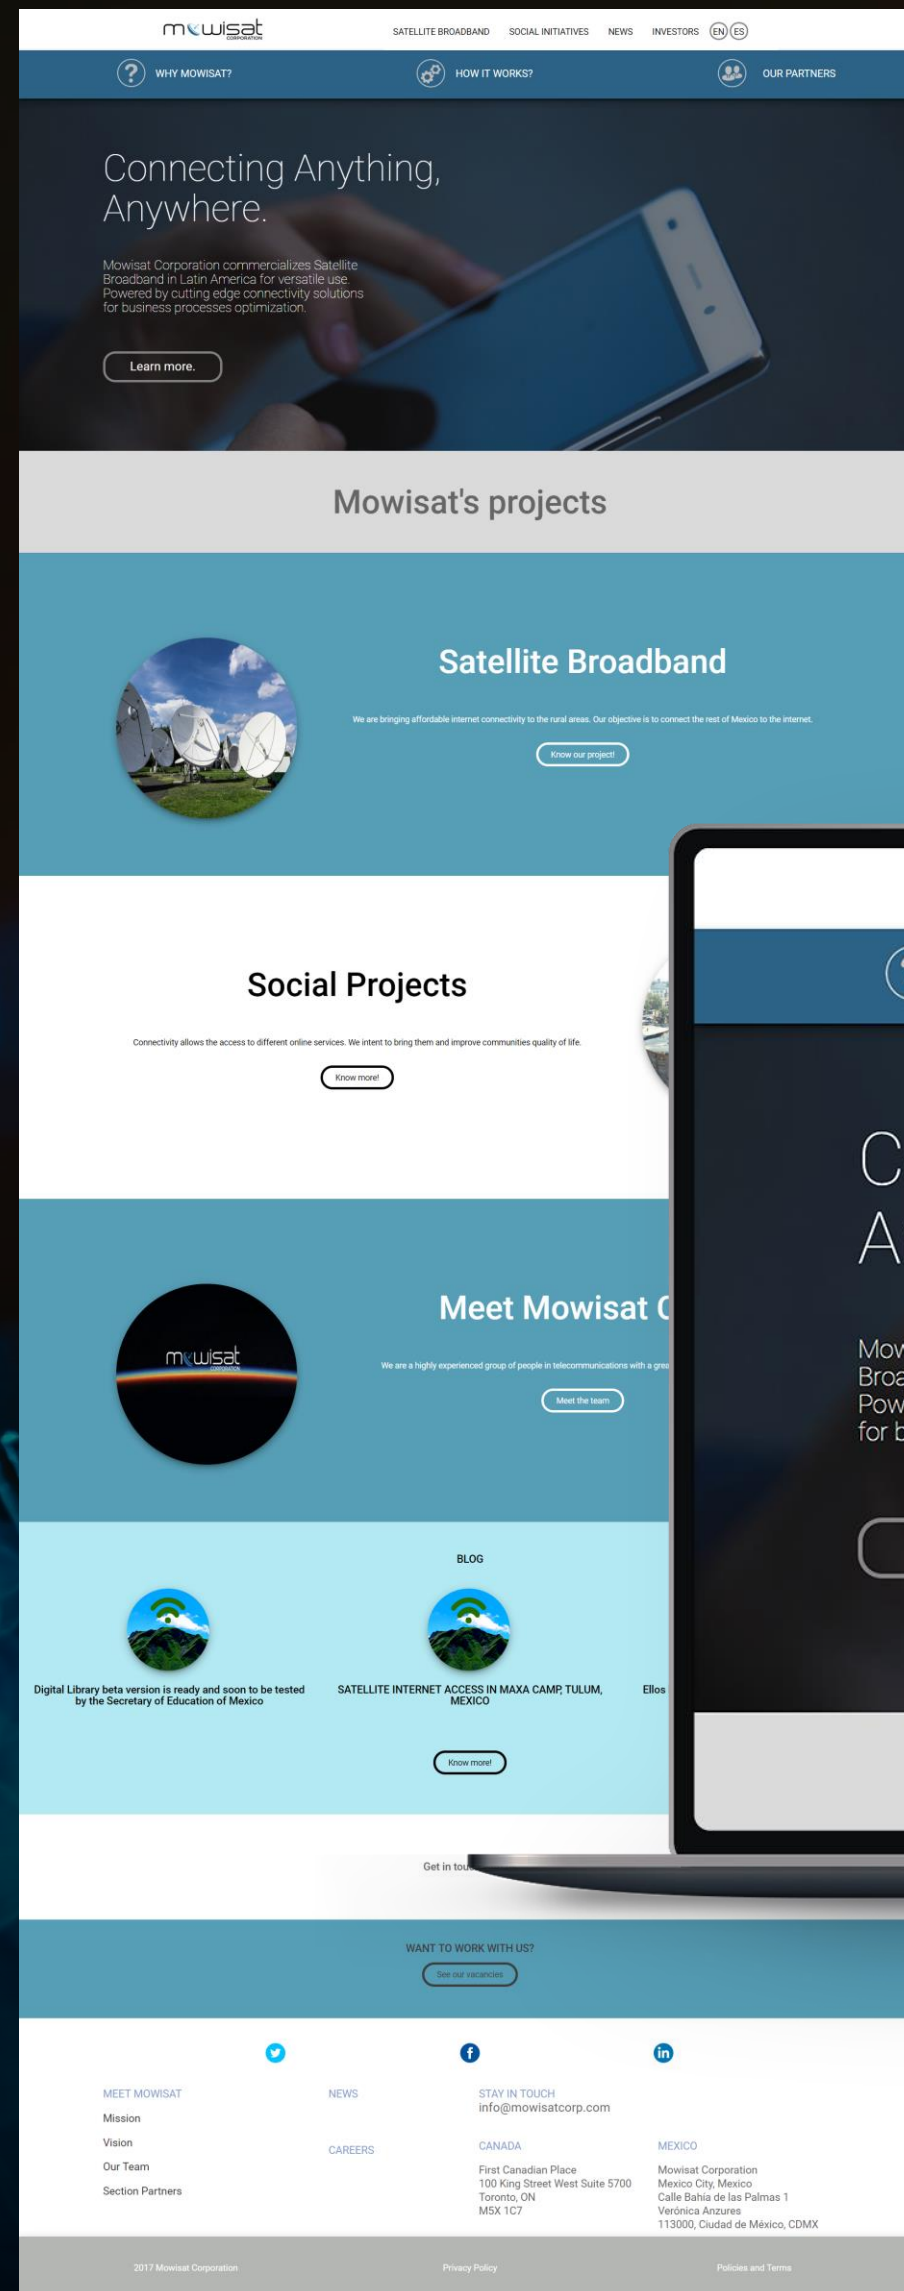 mowisat
CORPORATION
SATELLITE BROADBAND SOCIAL INITIATIVES NEWS INVESTORS EN ES
WHY MOWISAT? HOW IT WORKS? OUR PARTNERS
Connecting Anything,
Anywhere.
Mowisat Corporation commercializes Satellite
Broadband in Latin America for versatile use.
Powered by cutting edge connectivity solutions
for business processes optimization.
Learn more.
Mowisat's projects
Satellite Broadband
We are bringing affordable internet connectivity to the rural areas. Our objective is to connect the rest of Mexico to the internet.
Know our project!
Social Projects
Connectivity allows the access to different online services. We intent to bring them and improve communities quality of life.
Know more!
Meet Mowisat C
mowisat
CORPORATION
We are a highly experienced group of people in telecommunications with a grea
Meet the team
C
A
Mow
Broa
Pow
for b
BLOG
Digital Library beta version is ready and soon to be tested
by the Secretary of Education of Mexico
SATELLITE INTERNET ACCESS IN MAXA CAMP, TULUM,
MEXICO
Ellos
Know more!
Get in tou
WANT TO WORK WITH US?
See our vacancies
MEET MOWISAT
Mission
Vision
Our Team
Section Partners
NEWS
CAREERS
STAY IN TOUCH
info@mowisatcorp.com
CANADA
First Canadian Place
100 King Street West Suite 5700
Toronto, ON
M5X 1C7
MEXICO
Mowisat Corporation
Mexico City, Mexico
Calle Bahia de las Palmas 1
Verónica Anzures
113000, Ciudad de México, CDMX
2017 Mowisat Corporation Privacy Policy Policies and Terms